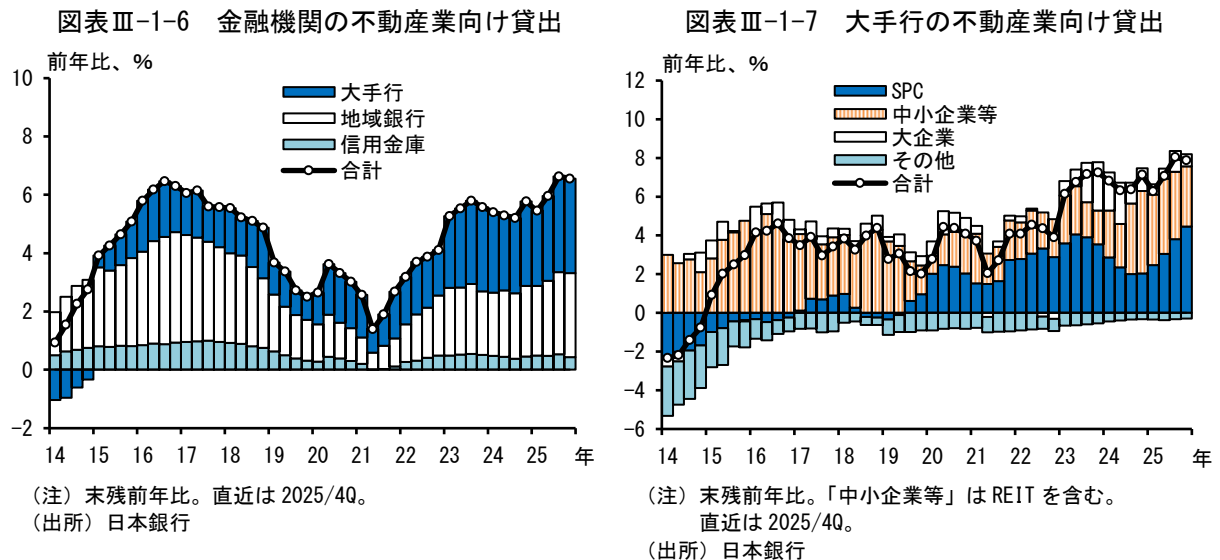 図表Ⅲ-1-6　金融機関の不動産業向け貸出
前年比、％
10
8
6
4
2
0
-2
大手行
地域銀行
信用金庫
合計
14 15 16 17 18 19 20 21 22 23 24 25 年
（注）末残前年比。直近は 2025/4Q。
（出所）日本銀行
図表Ⅲ-1-7　大手行の不動産業向け貸出
前年比、％
12
10
8
6
4
2
0
-2
-4
-6
SPC
中小企業等
大企業
その他
合計
14 15 16 17 18 19 20 21 22 23 24 25 年
（注）末残前年比。「中小企業等」は REIT を含む。
直近は 2025/4Q。
（出所）日本銀行